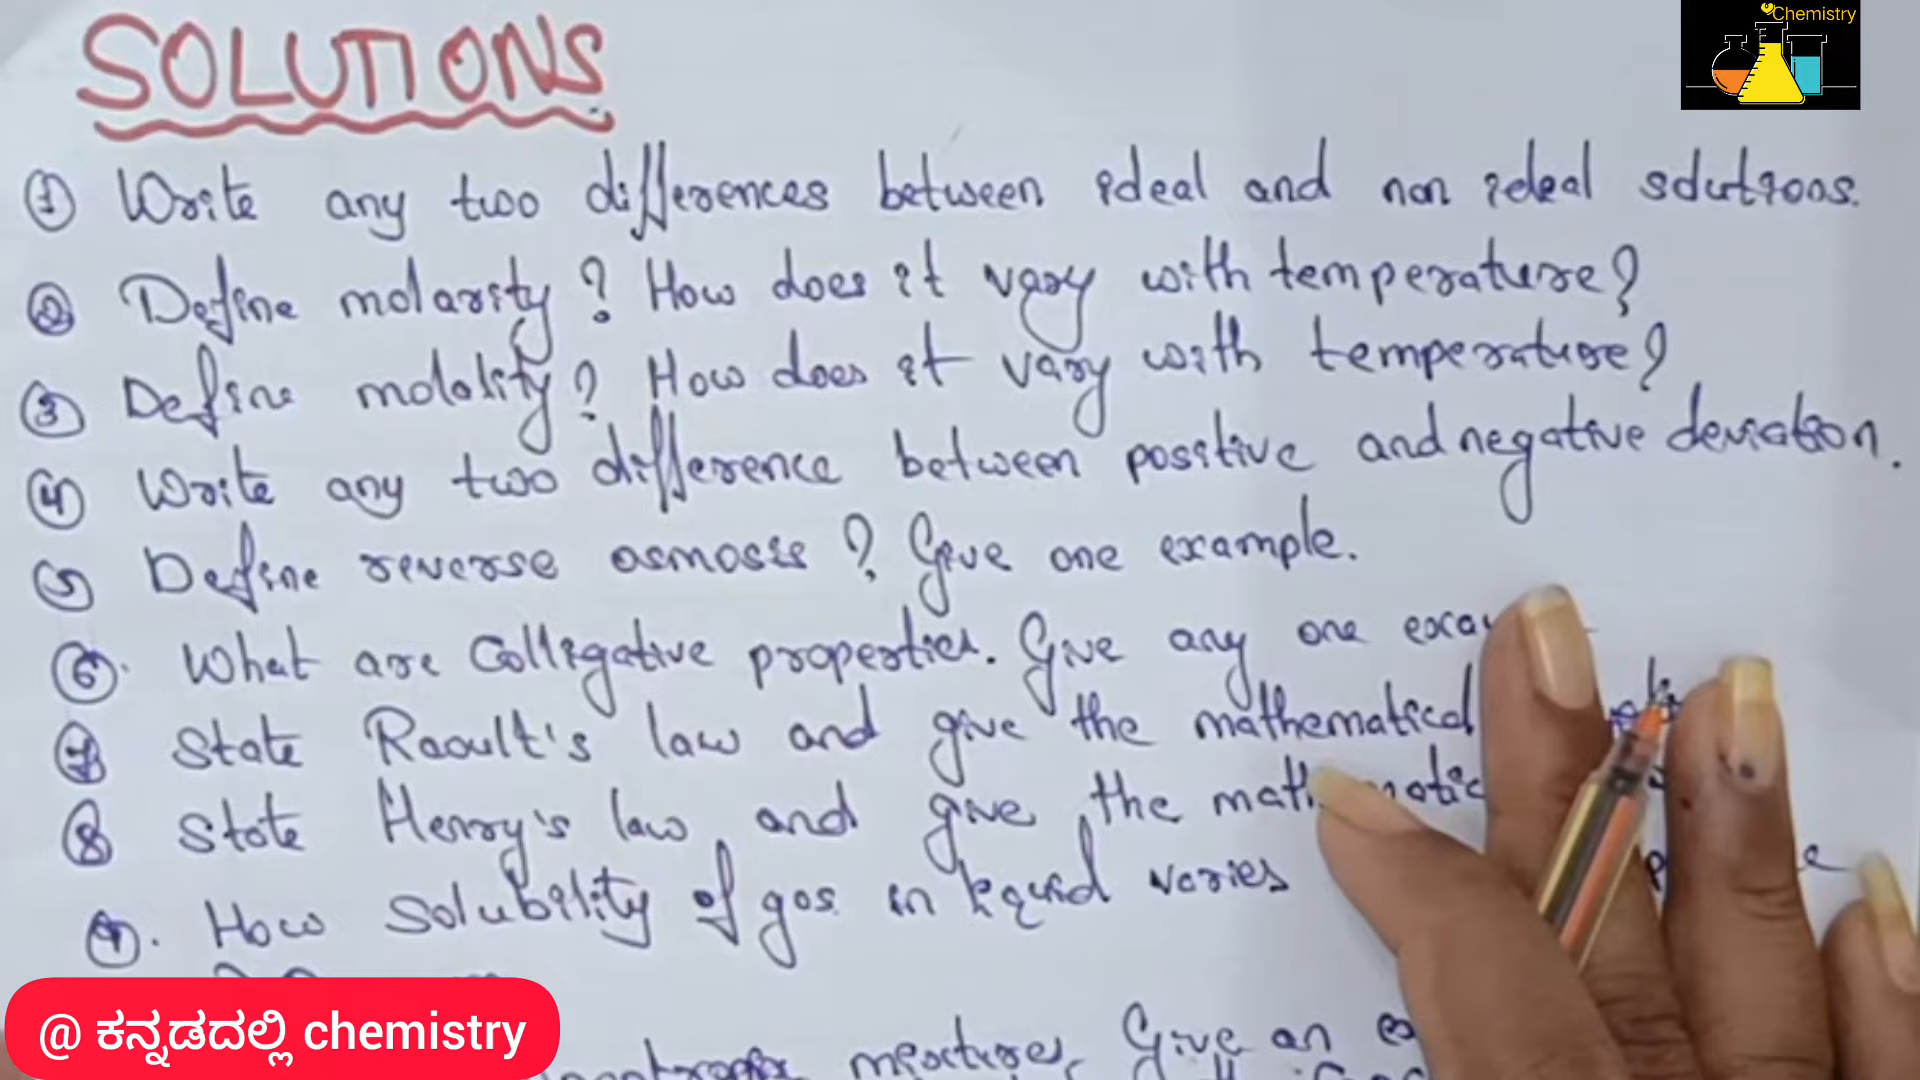 Chemistry
SOLUTIONS
① Write any two differences between ideal and non ideal solutions.
② Define molarity? How does it vary with temperature?
③ Define molality? How does it vary with temperature?
④ Write any two difference between positive and negative deviation.
⑤ Define reverse osmosis? Give one example.
⑥. What are Colligative properties. Give any one
⑦ State Raoult's law and give the mathematical
⑧ State Henry's law and give the
⑨. How Solubility of gas in liquid varies
mixtures Give an
@ ಕನ್ನಡದಲ್ಲಿ chemistry